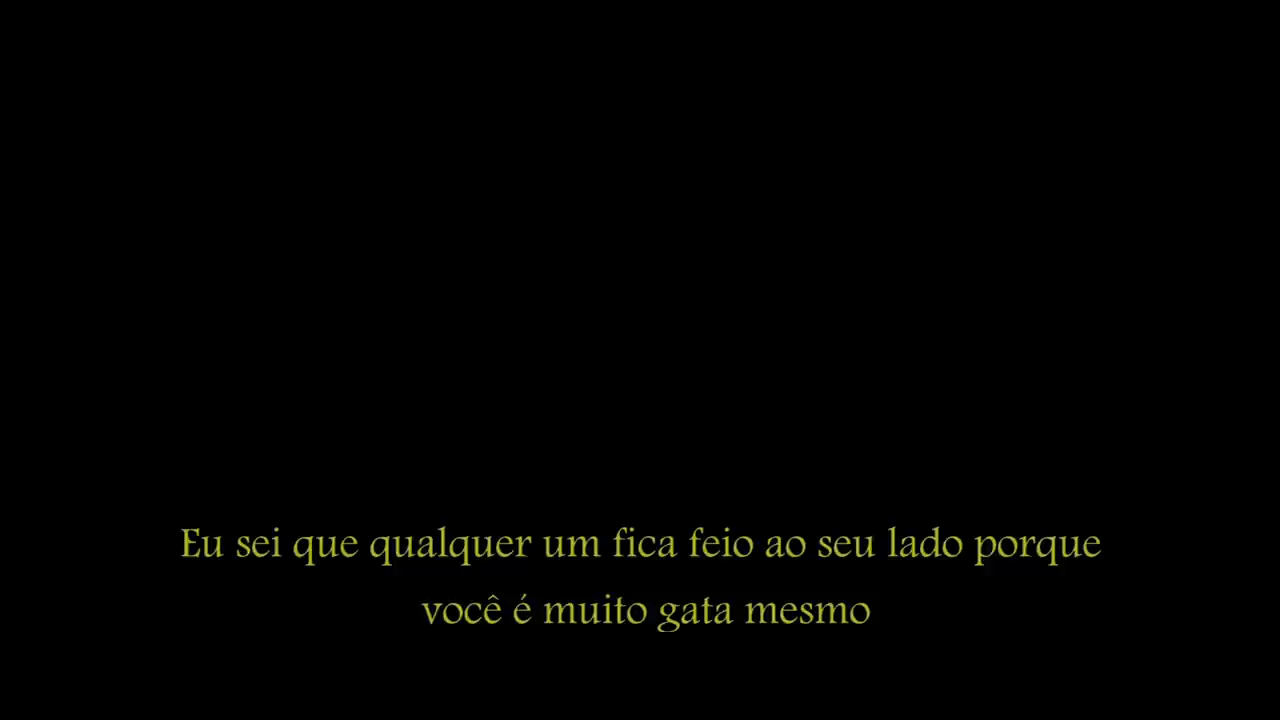 Eu sei que qualquer um fica feio ao seu lado porque
você é muito gata mesmo